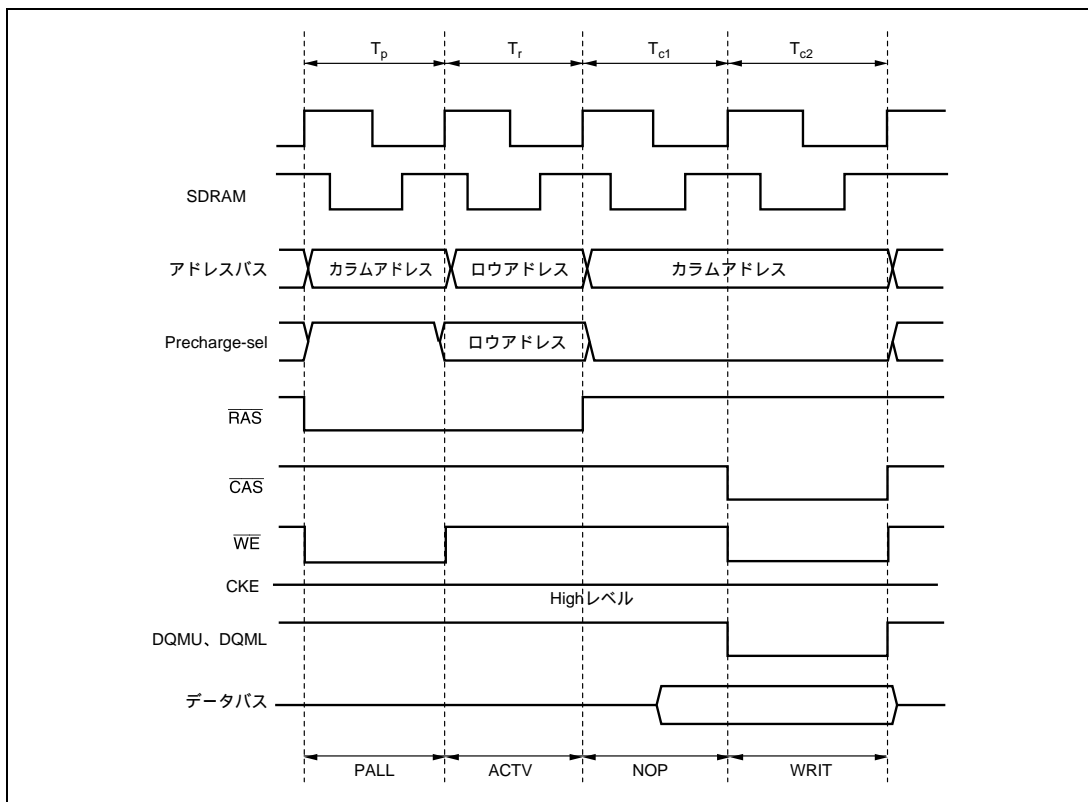 Tp Tr Tc1 Tc2
SDRAM
アドレスバス カラムアドレス ロウアドレス カラムアドレス
Precharge-sel ロウアドレス
RAS
CAS
WE
CKE
Highレベル
DQMU、DQML
データバス
PALL ACTV NOP WRIT